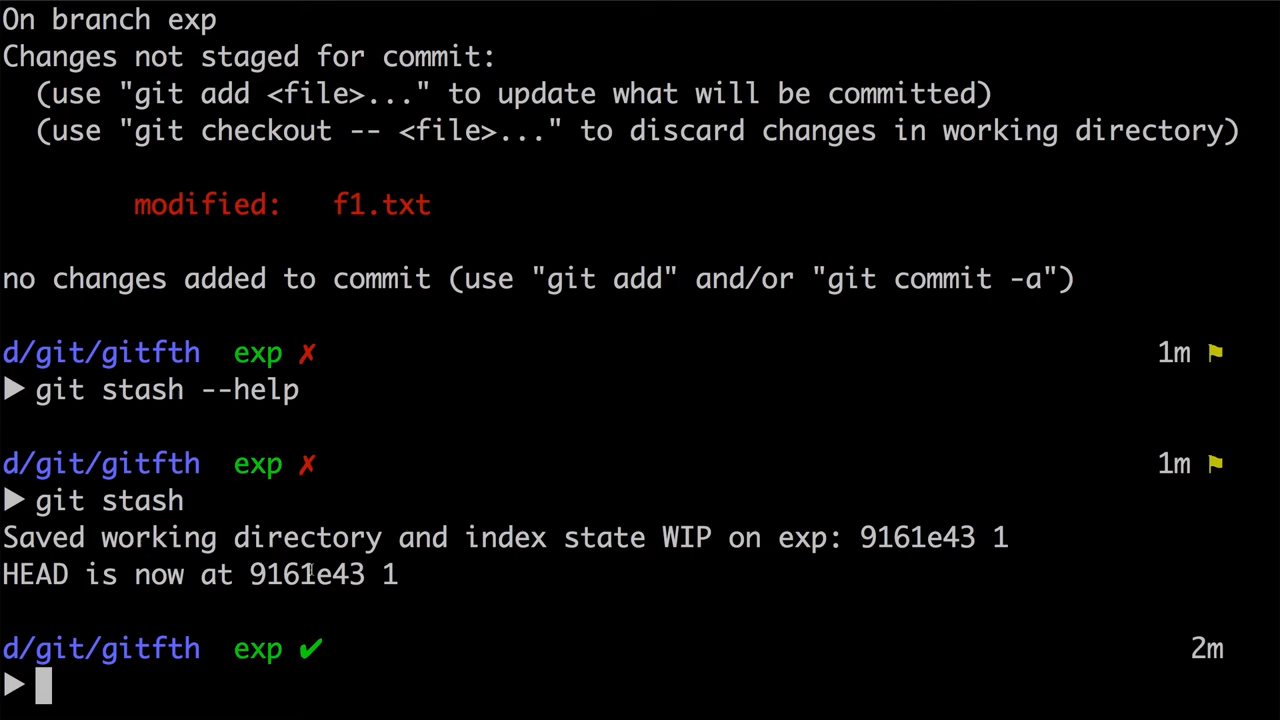 On branch exp
Changes not staged for commit:
  (use "git add <file>..." to update what will be committed)
  (use "git checkout -- <file>..." to discard changes in working directory)
        modified:   f1.txt
no changes added to commit (use "git add" and/or "git commit -a")
d/git/gitfth  exp ✗ 1m ⚑
▶ git stash --help
d/git/gitfth  exp ✗ 1m ⚑
▶ git stash
Saved working directory and index state WIP on exp: 9161e43 1
HEAD is now at 9161e43 1
d/git/gitfth  exp ✔ 2m
▶